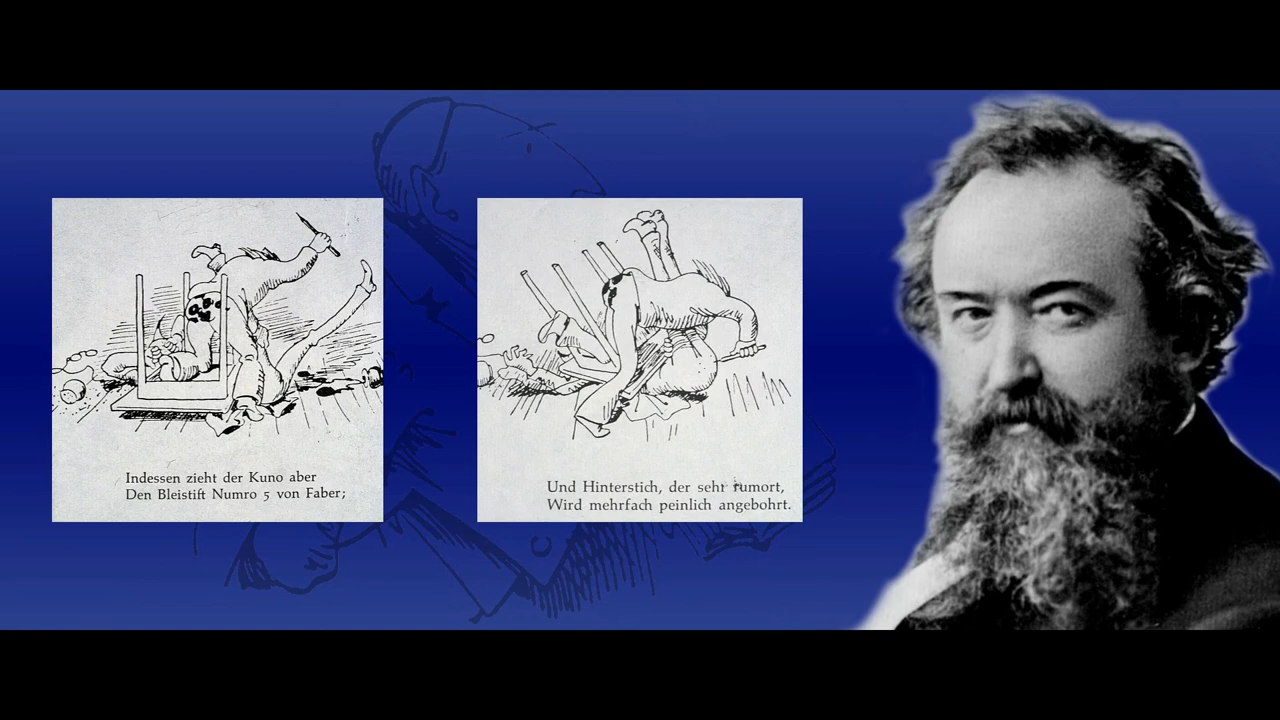 Indessen zieht der Kuno aber
Den Bleistift Numro 5 von Faber;
Und Hinterstich, der sehr rumort,
Wird mehrfach peinlich angebohrt.